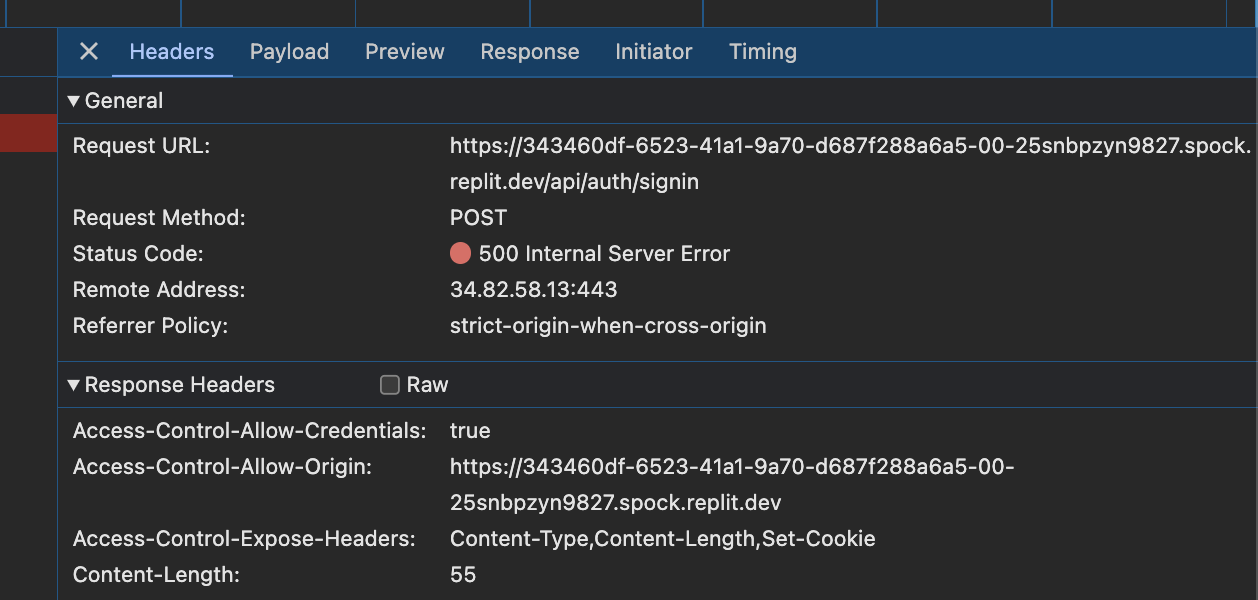 Headers Payload Preview Response Initiator Timing
General
Request URL: https://343460df-6523-41a1-9a70-d687f288a6a5-00-25snbpzyn9827.spock.
replit.dev/api/auth/signin
Request Method: POST
Status Code: 500 Internal Server Error
Remote Address: 34.82.58.13:443
Referrer Policy: strict-origin-when-cross-origin
Response Headers Raw
Access-Control-Allow-Credentials: true
Access-Control-Allow-Origin: https://343460df-6523-41a1-9a70-d687f288a6a5-00-
25snbpzyn9827.spock.replit.dev
Access-Control-Expose-Headers: Content-Type,Content-Length,Set-Cookie
Content-Length: 55